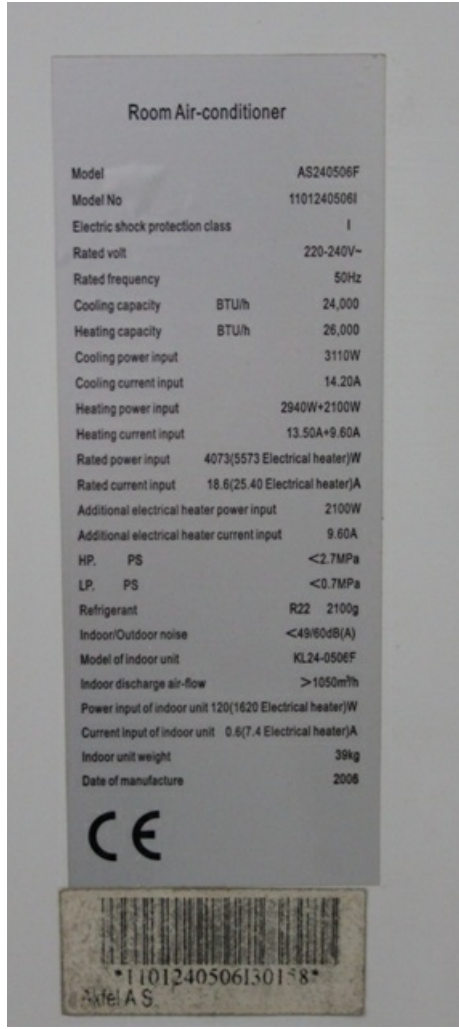 Room Air-conditioner
Model AS240506F
Model No 1101240506I
Electric shock protection class I
Rated volt 220-240V~
Rated frequency 50Hz
Cooling capacity BTU/h 24,000
Heating capacity BTU/h 26,000
Cooling power input 3110W
Cooling current input 14.20A
Heating power input 2940W+2100W
Heating current input 13.50A+9.60A
Rated power input 4073(5573 Electrical heater)W
Rated current input 18.6(25.40 Electrical heater)A
Additional electrical heater power input 2100W
Additional electrical heater current input 9.60A
HP. PS <2.7MPa
LP. PS <0.7MPa
Refrigerant R22 2100g
Indoor/Outdoor noise <49/60dB(A)
Model of indoor unit KL24-0506F
Indoor discharge air-flow >1050m³/h
Power input of indoor unit 120(1620 Electrical heater)W
Current input of indoor unit 0.6(7.4 Electrical heater)A
Indoor unit weight 39kg
Date of manufacture 2006
CE
*1101240506I30158*
Akfel A.S.